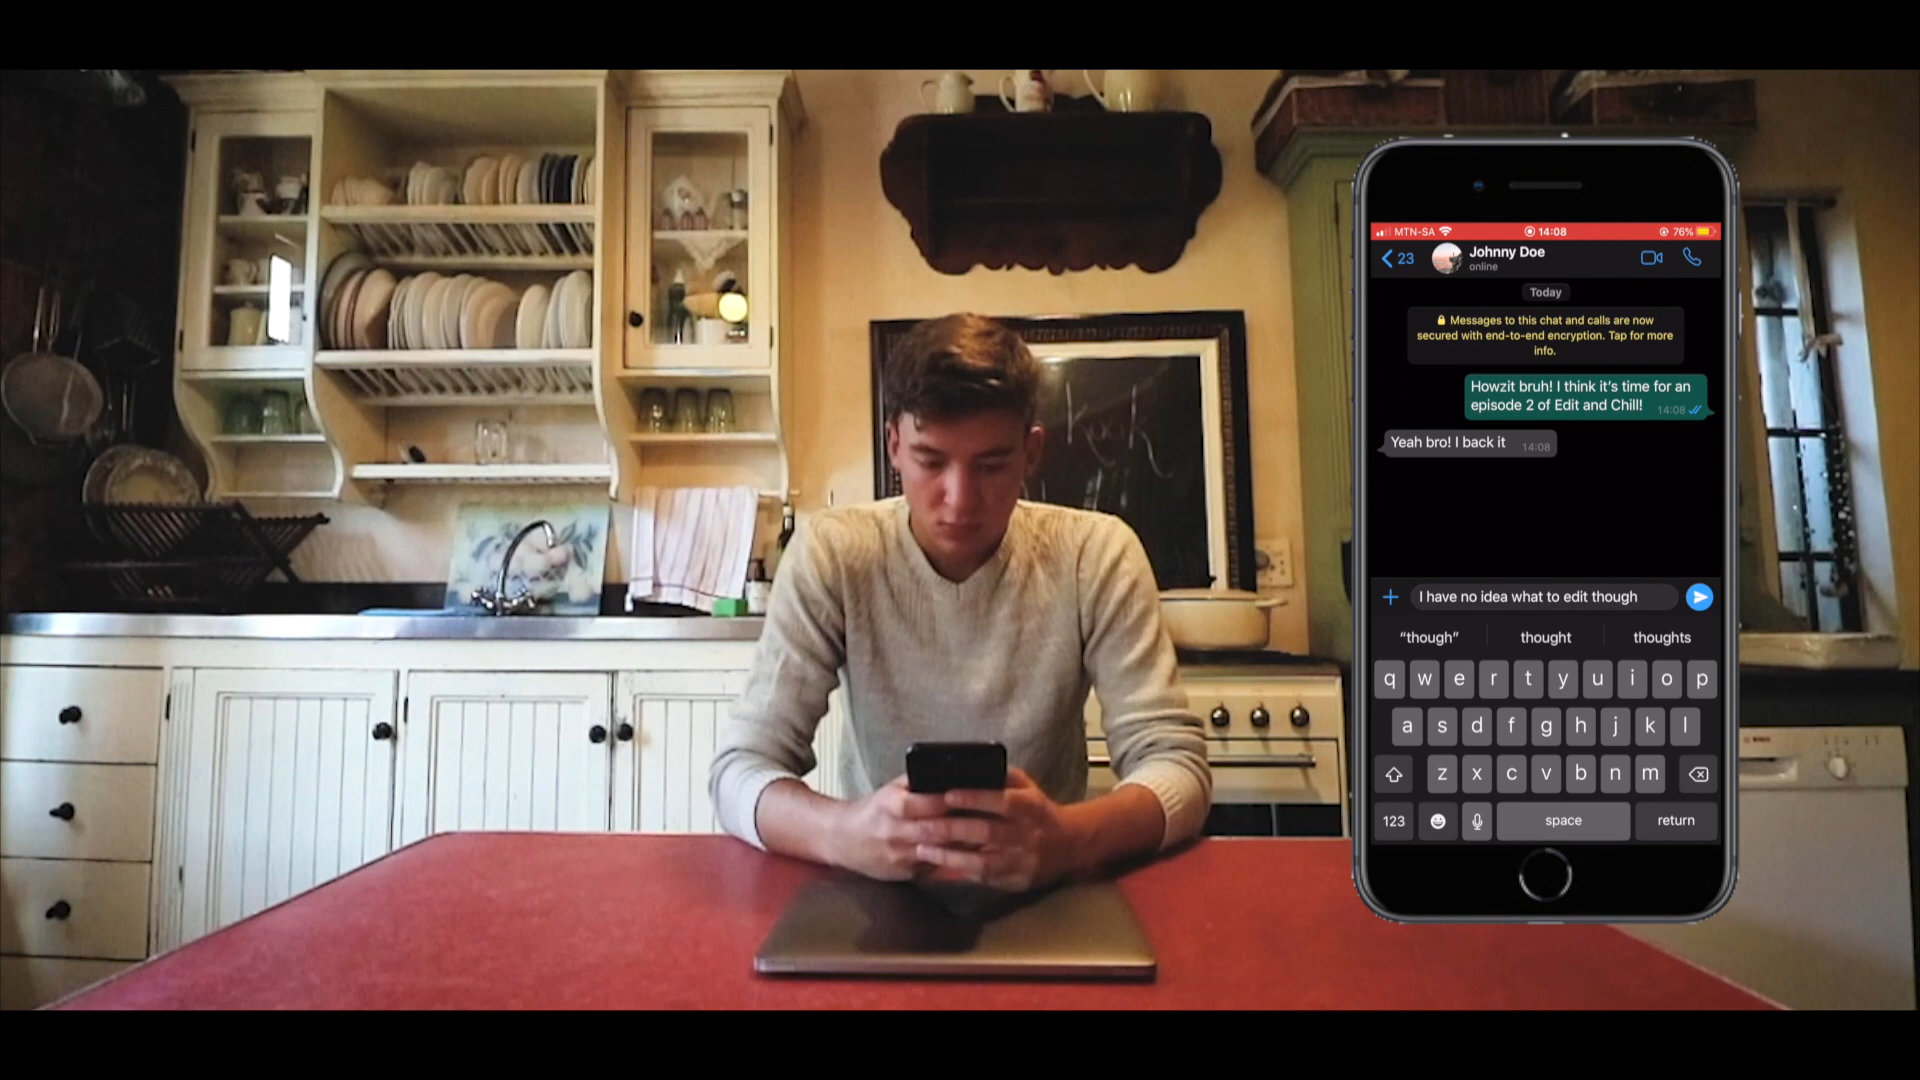 MTN-SA
14:08
76%
23
Johnny Doe
online
Today
Messages to this chat and calls are now
secured with end-to-end encryption. Tap for more
info.
Howzit bruh! I think it's time for an
episode 2 of Edit and Chill!
14:08
Yeah bro! I back it
14:08
I have no idea what to edit though
“though”
thought
thoughts
q w e r t y u i o p
a s d f g h j k l
z x c v b n m
123
space
return